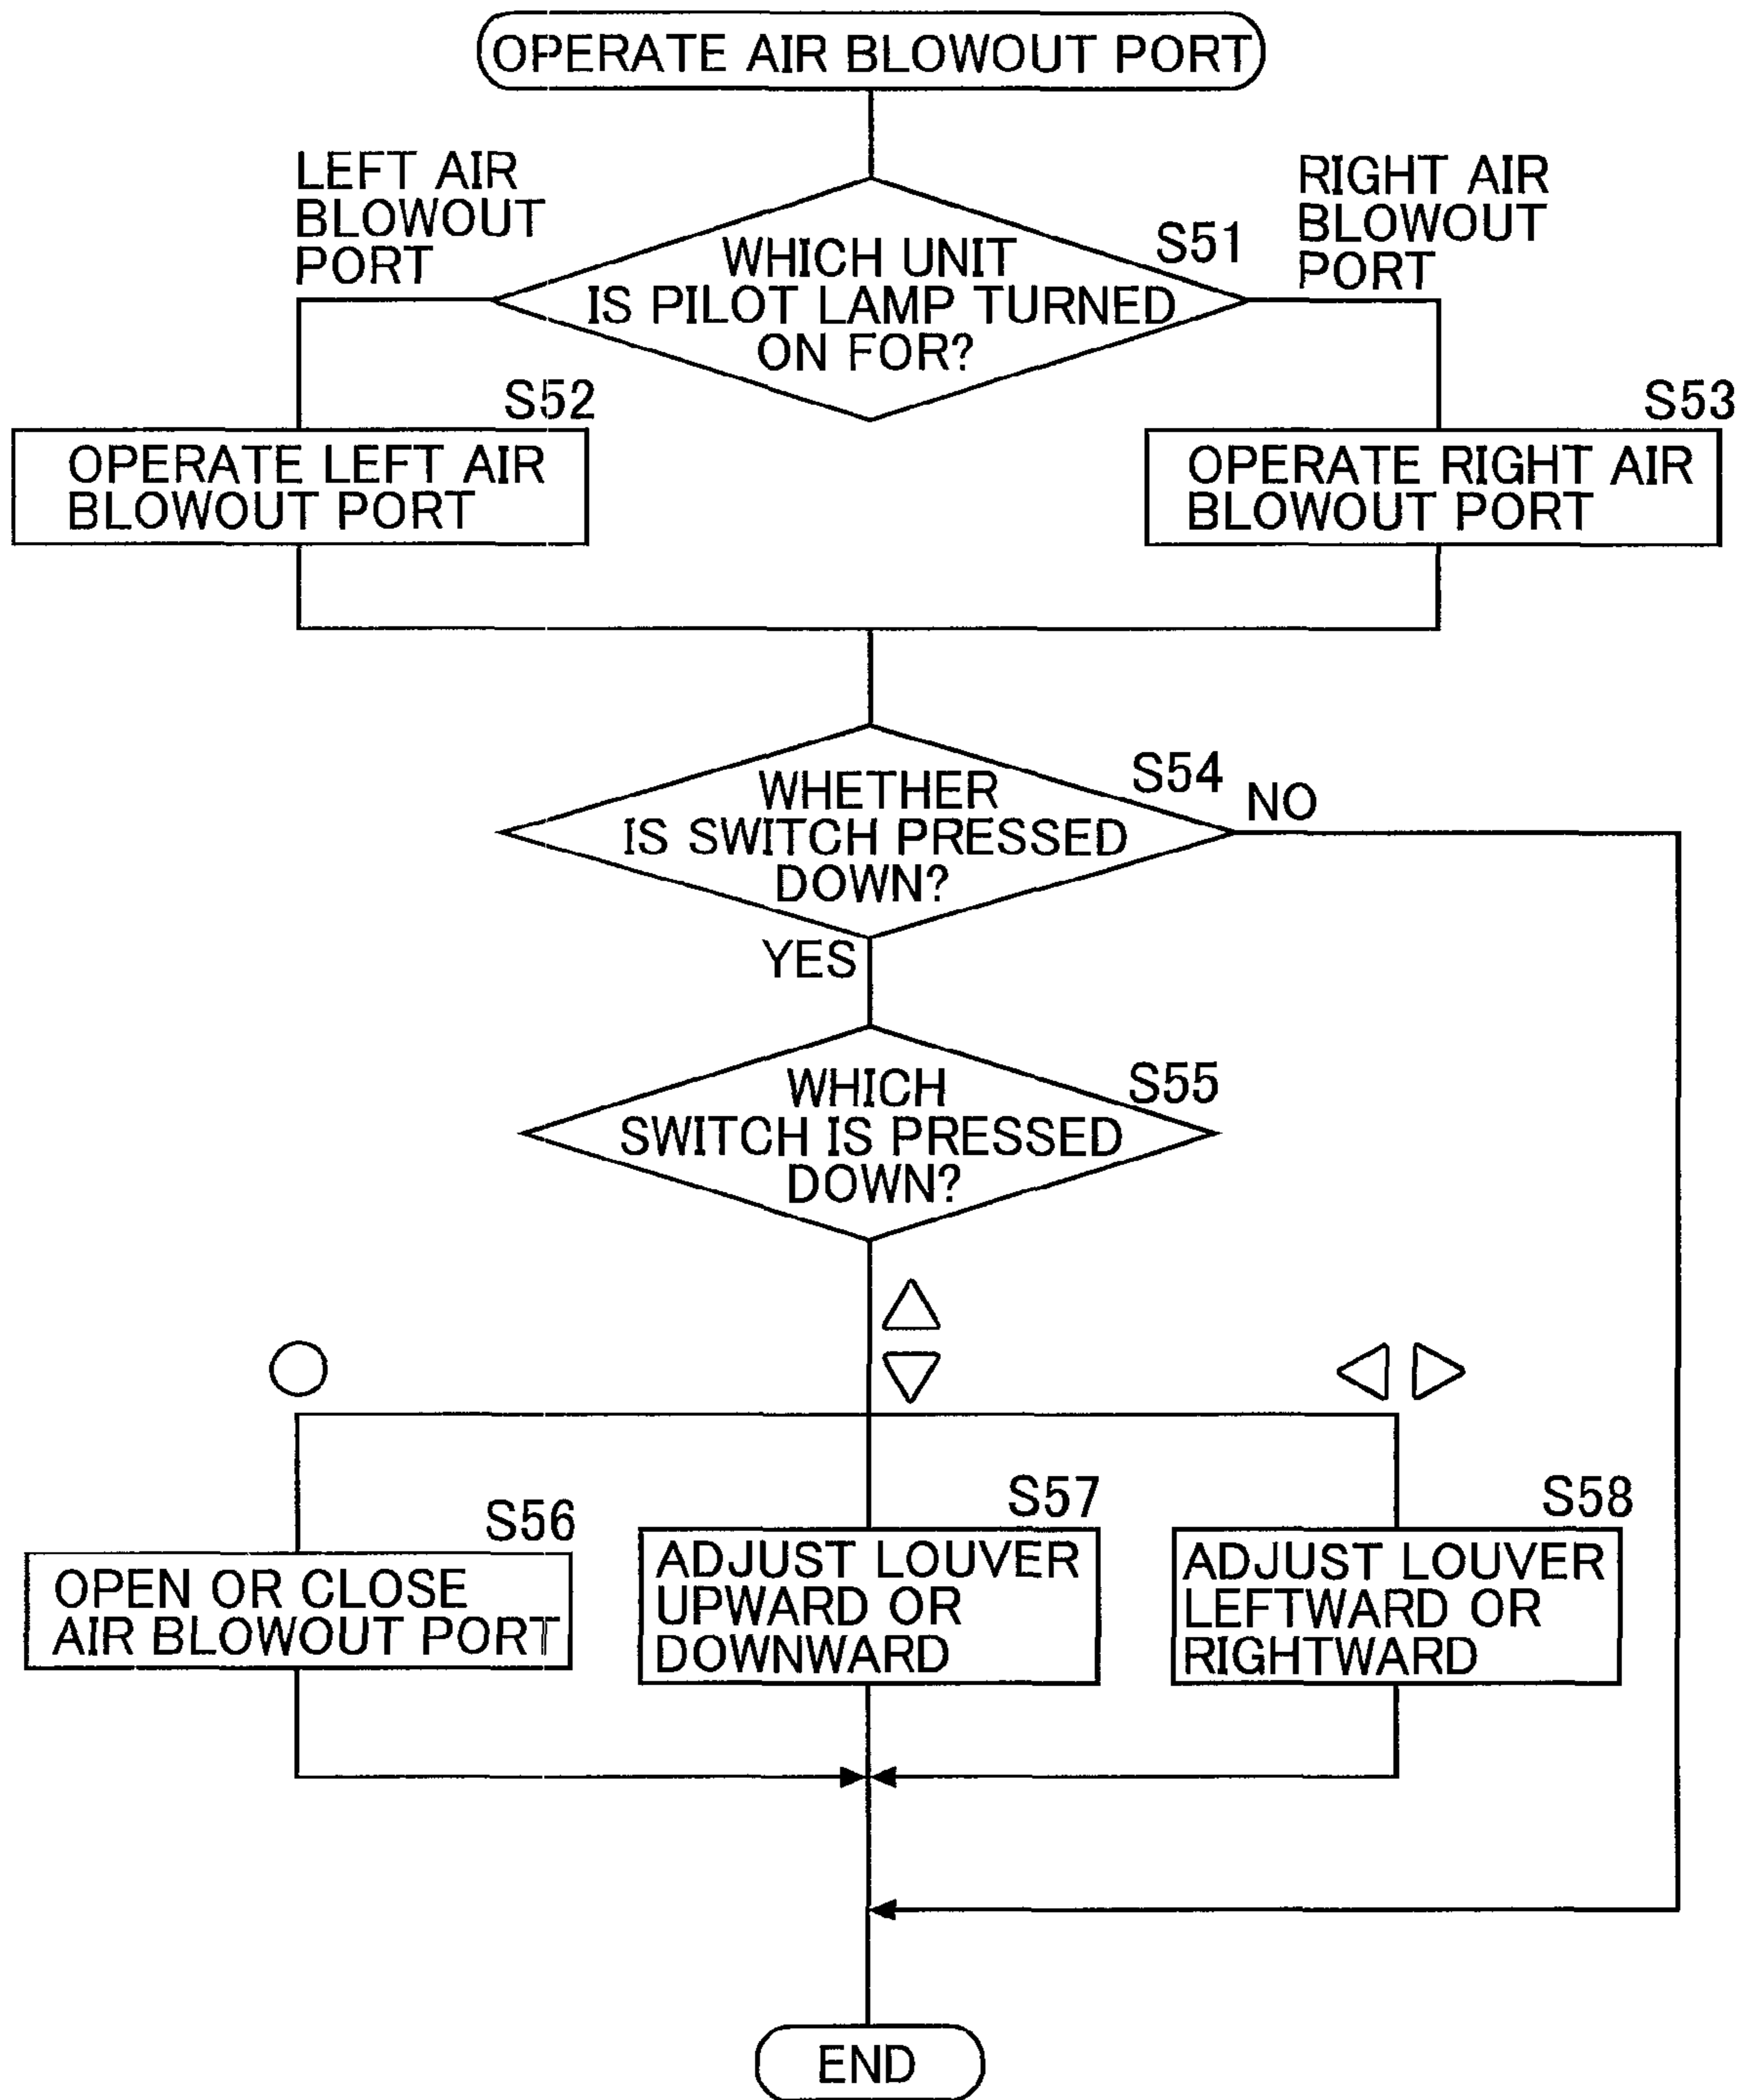 OPERATE AIR BLOWOUT PORT
LEFT AIR
BLOWOUT
PORT
RIGHT AIR
BLOWOUT
PORT
S51
WHICH UNIT
IS PILOT LAMP TURNED
ON FOR?
S52
OPERATE LEFT AIR
BLOWOUT PORT
S53
OPERATE RIGHT AIR
BLOWOUT PORT
S54
WHETHER
IS SWITCH PRESSED
DOWN?
NO
YES
S55
WHICH
SWITCH IS PRESSED
DOWN?
S56
OPEN OR CLOSE
AIR BLOWOUT PORT
S57
ADJUST LOUVER
UPWARD OR
DOWNWARD
S58
ADJUST LOUVER
LEFTWARD OR
RIGHTWARD
END